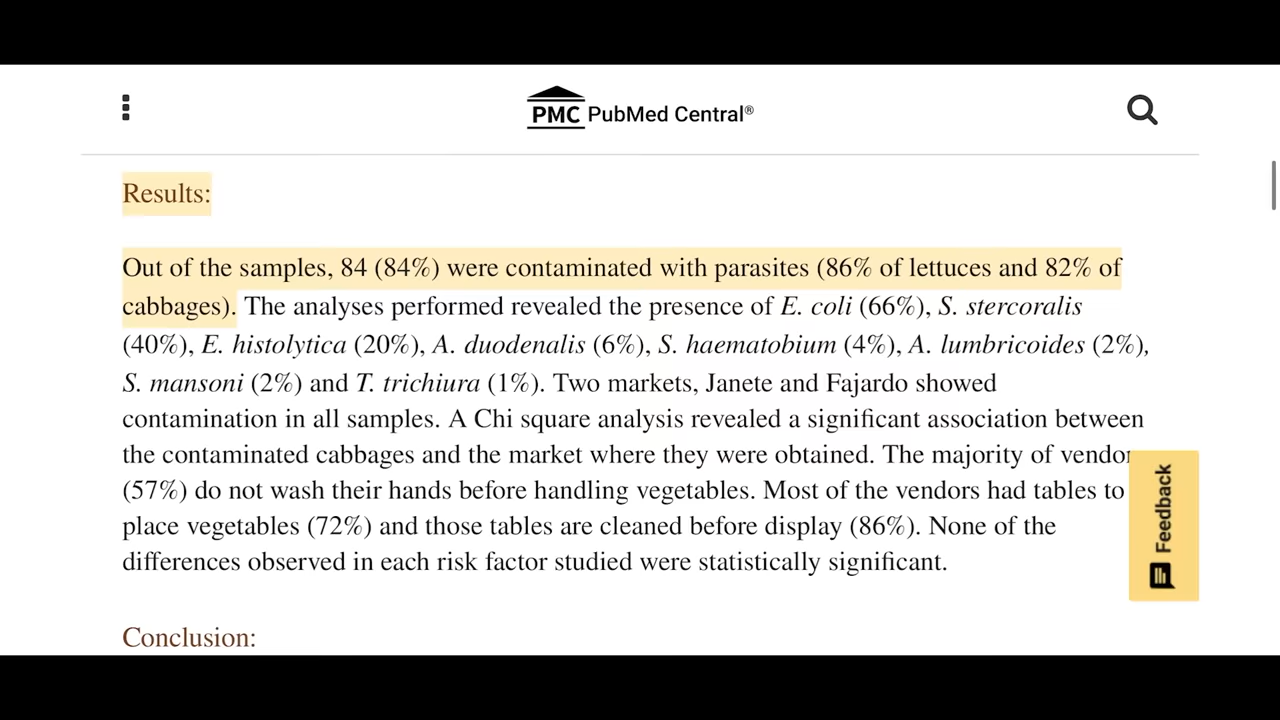 PMC PubMed Central®
Results:
Out of the samples, 84 (84%) were contaminated with parasites (86% of lettuces and 82% of
cabbages). The analyses performed revealed the presence of E. coli (66%), S. stercoralis
(40%), E. histolytica (20%), A. duodenalis (6%), S. haematobium (4%), A. lumbricoides (2%),
S. mansoni (2%) and T. trichiura (1%). Two markets, Janete and Fajardo showed
contamination in all samples. A Chi square analysis revealed a significant association between
the contaminated cabbages and the market where they were obtained. The majority of
(57%) do not wash their hands before handling vegetables. Most of the vendors had tables to
place vegetables (72%) and those tables are cleaned before display (86%). None of the
differences observed in each risk factor studied were statistically significant.
Feedback
Conclusion: